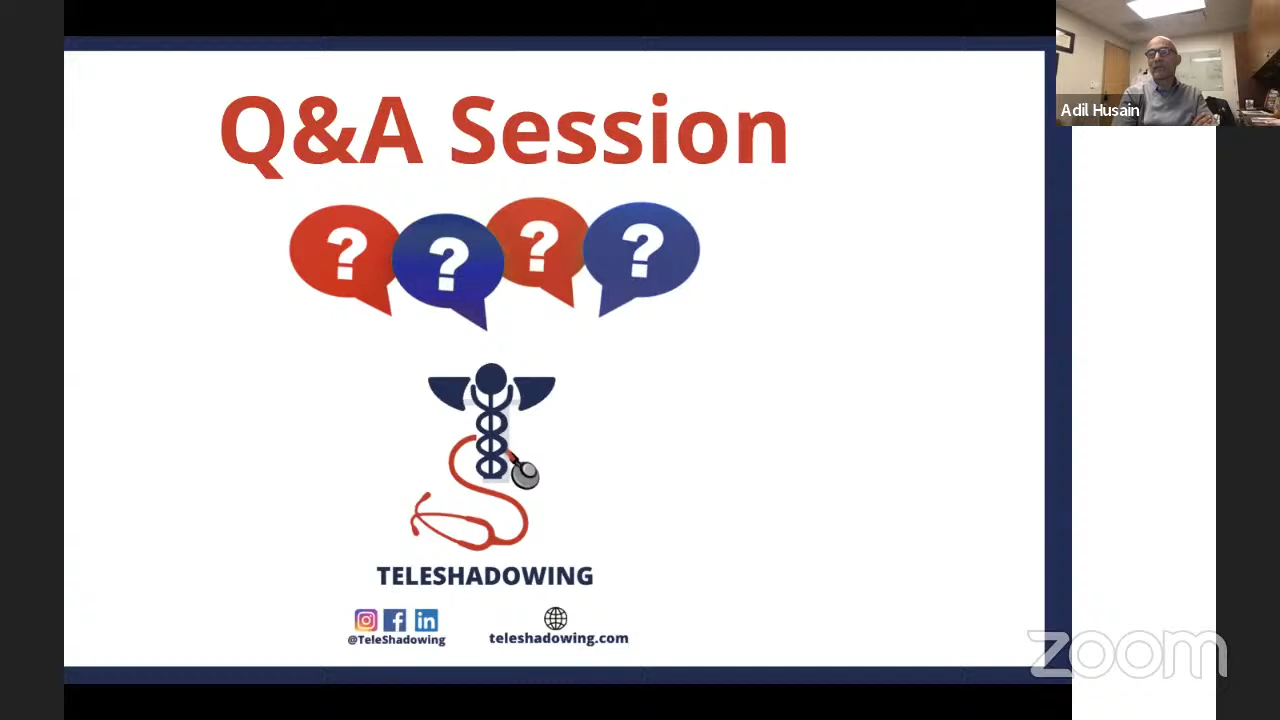 Q&A Session
? ? ? ?
TELESHADOWING
@TeleShadowing
teleshadowing.com
Adil Husain
zoom